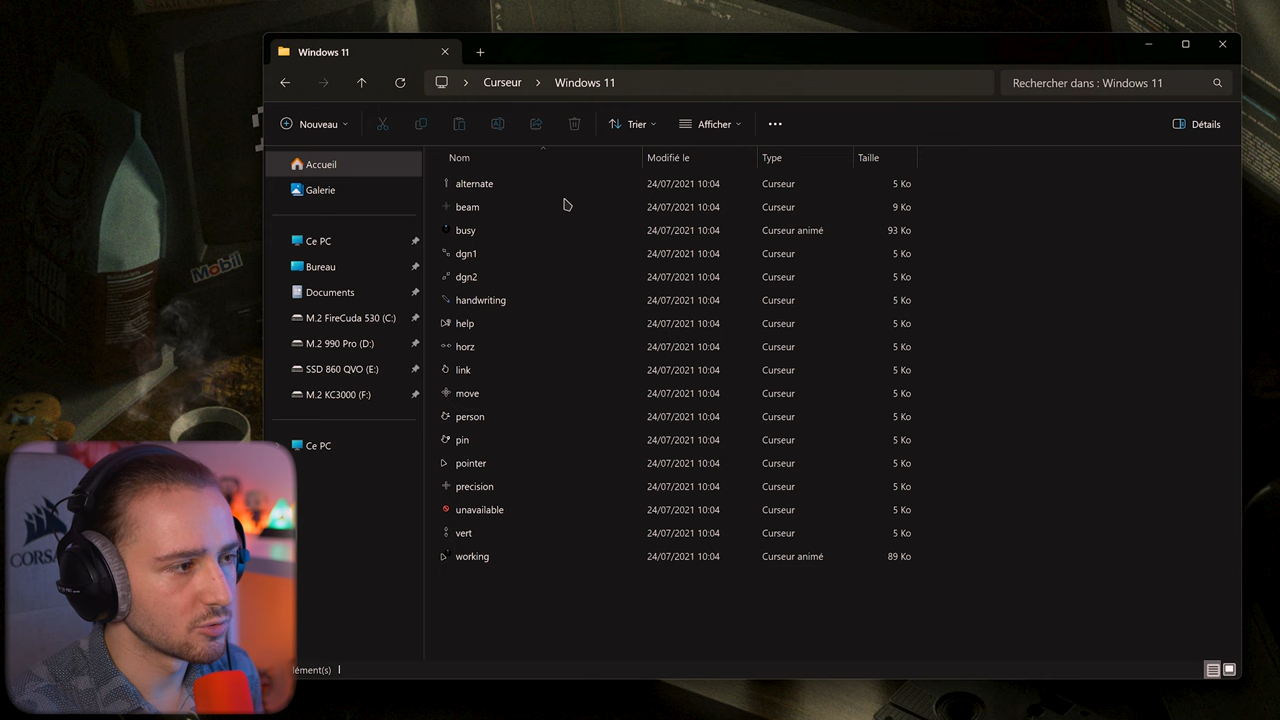 Windows 11
Curseur > Windows 11
Rechercher dans : Windows 11
Nouveau
Trier
Afficher
Détails
Nom Modifié le Type Taille
Accueil
Galerie
Ce PC
Bureau
Documents
M.2 FireCuda 530 (C:)
M.2 990 Pro (D:)
SSD 860 QVO (E:)
M.2 KC3000 (F:)
Ce PC
alternate 24/07/2021 10:04 Curseur 5 Ko
beam 24/07/2021 10:04 Curseur 9 Ko
busy 24/07/2021 10:04 Curseur animé 93 Ko
dgn1 24/07/2021 10:04 Curseur 5 Ko
dgn2 24/07/2021 10:04 Curseur 5 Ko
handwriting 24/07/2021 10:04 Curseur 5 Ko
help 24/07/2021 10:04 Curseur 5 Ko
horz 24/07/2021 10:04 Curseur 5 Ko
link 24/07/2021 10:04 Curseur 5 Ko
move 24/07/2021 10:04 Curseur 5 Ko
person 24/07/2021 10:04 Curseur 5 Ko
pin 24/07/2021 10:04 Curseur 5 Ko
pointer 24/07/2021 10:04 Curseur 5 Ko
precision 24/07/2021 10:04 Curseur 5 Ko
unavailable 24/07/2021 10:04 Curseur 5 Ko
vert 24/07/2021 10:04 Curseur 5 Ko
working 24/07/2021 10:04 Curseur animé 89 Ko
lément(s)
Mobil
CORSA